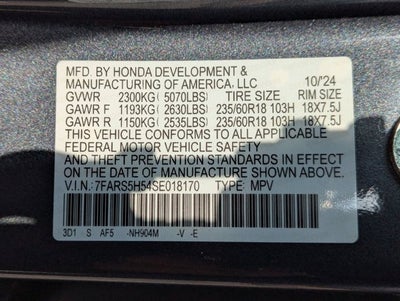 MFD. BY HONDA DEVELOPMENT & 10/'24
MANUFACTURING OF AMERICA, LLC
GVWR 2300KG (5070LBS) TIRE SIZE RIM SIZE
GAWR F 1193KG (2630LBS) 235/60R18 103H 18X7.5J
GAWR R 1150KG (2535LBS) 235/60R18 103H 18X7.5J
THIS VEHICLE CONFORMS TO ALL APPLICABLE
FEDERAL MOTOR VEHICLE SAFETY
AND THEFT PREVENTION STANDARDS IN EFFECT
ON THE DATE OF MANUFACTURE SHOWN ABOVE.
V.I.N.: 7FARS5H54SE018170 TYPE: MPV
3D1 S AF5 -NH904M -V -E